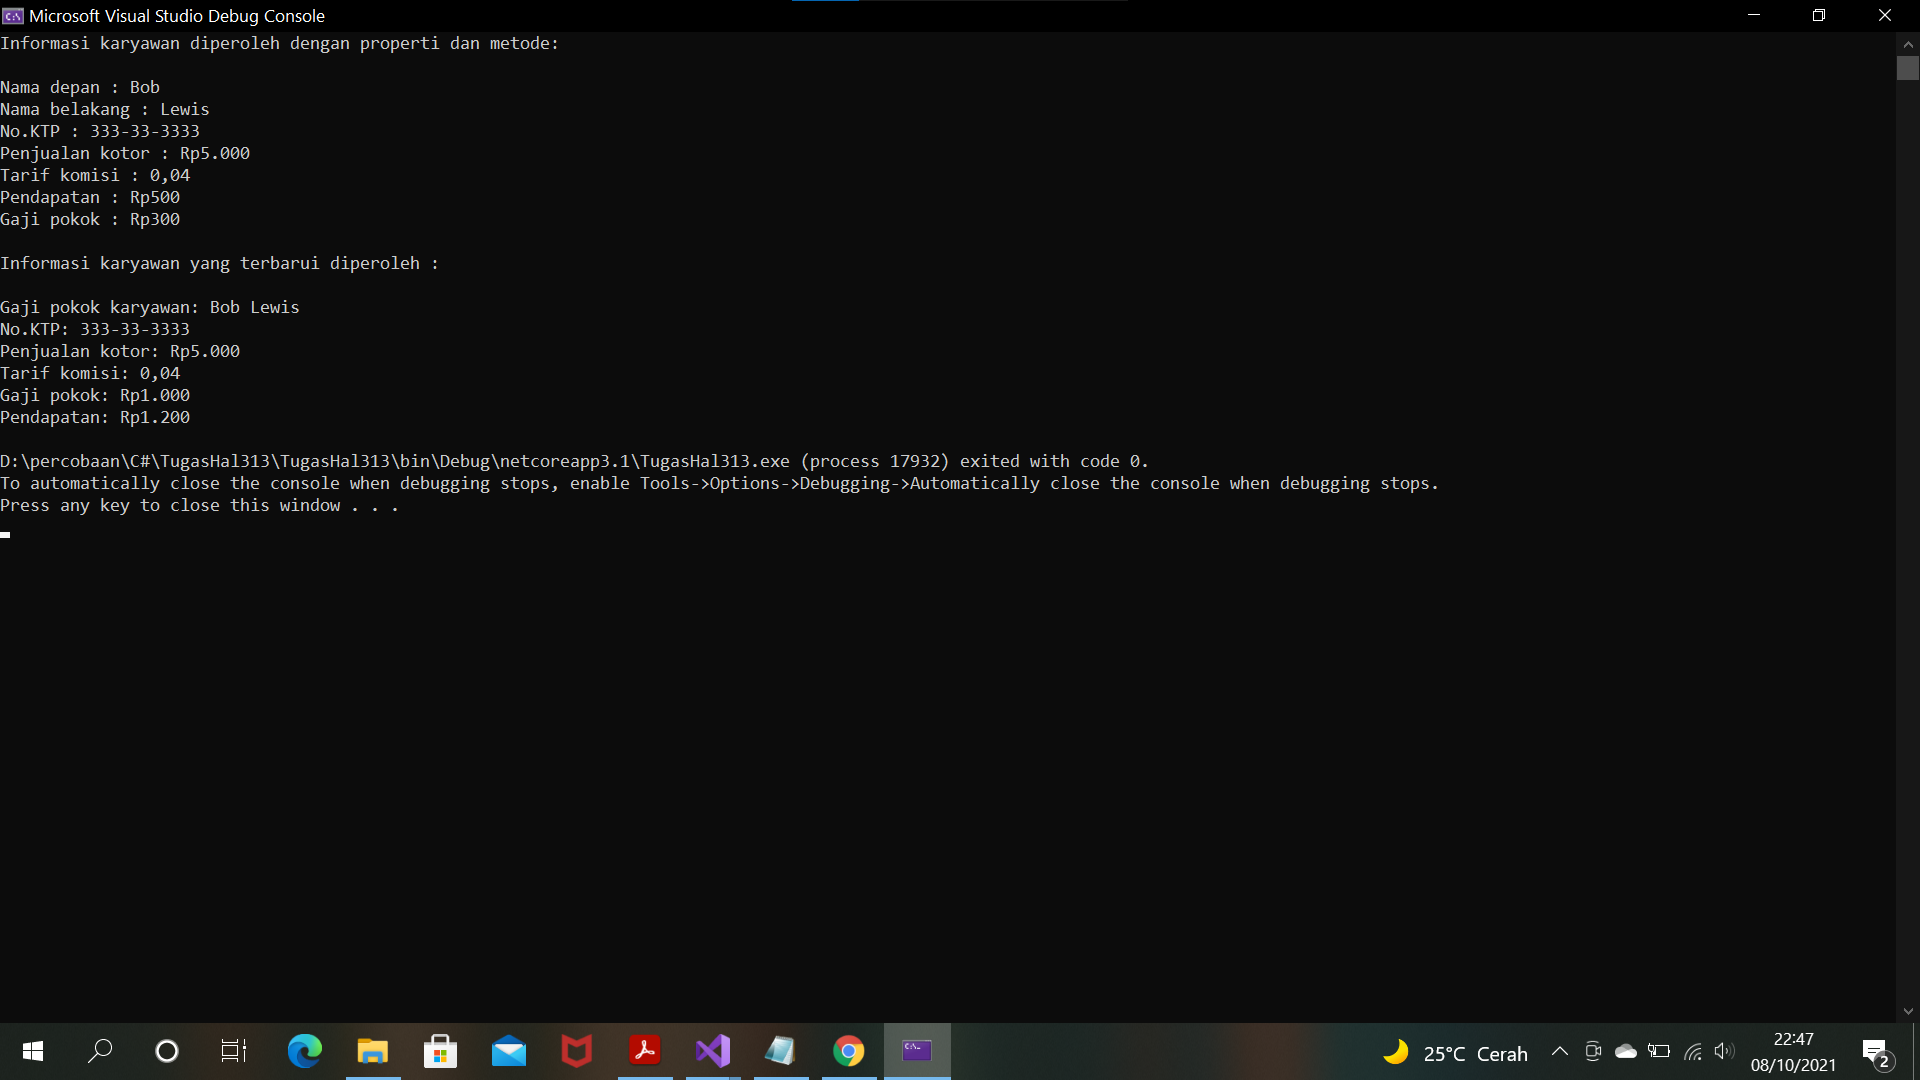 Microsoft Visual Studio Debug Console
Informasi karyawan diperoleh dengan properti dan metode:
Nama depan : Bob
Nama belakang : Lewis
No.KTP : 333-33-3333
Penjualan kotor : Rp5.000
Tarif komisi : 0,04
Pendapatan : Rp500
Gaji pokok : Rp300
Informasi karyawan yang terbarui diperoleh :
Gaji pokok karyawan: Bob Lewis
No.KTP: 333-33-3333
Penjualan kotor: Rp5.000
Tarif komisi: 0,04
Gaji pokok: Rp1.000
Pendapatan: Rp1.200
D:\percobaan\C#\TugasHal313\TugasHal313\bin\Debug\netcoreapp3.1\TugasHal313.exe (process 17932) exited with code 0.
To automatically close the console when debugging stops, enable Tools->Options->Debugging->Automatically close the console when debugging stops.
Press any key to close this window . . .
25°C Cerah
22:47
08/10/2021
2